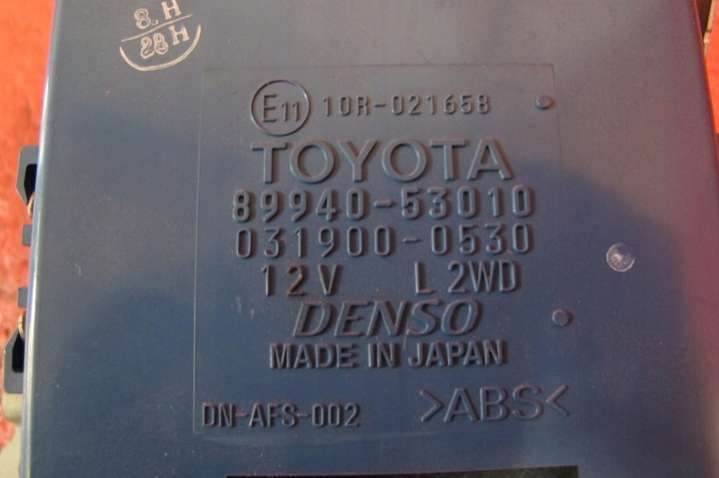 8.H
28H
E11 10R-021658
TOYOTA
89940-53010
031900-0530
12V L 2WD
DENSO
MADE IN JAPAN
DN-AFS-002 >ABS<